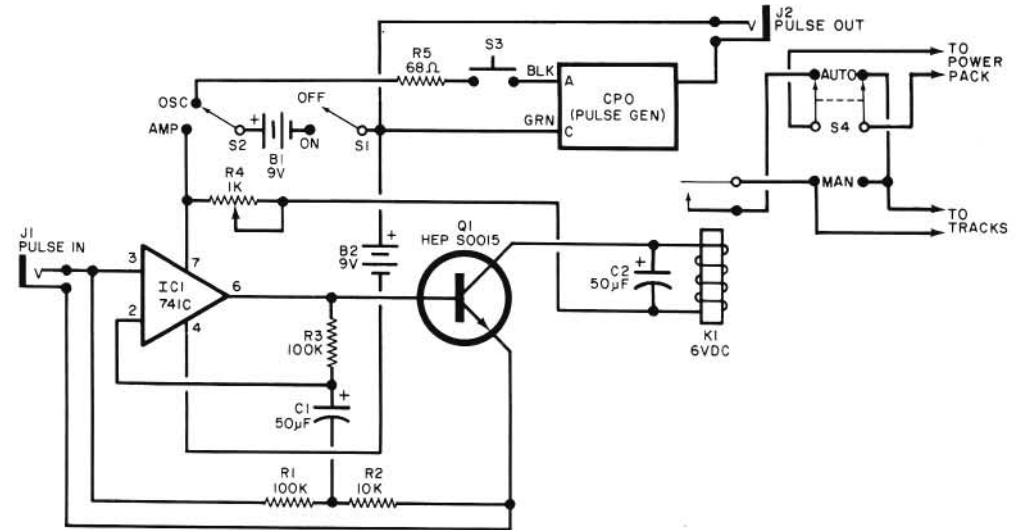 J2
PULSE OUT
TO
POWER
PACK
R5
68Ω
S3
BLK
A
CPO
(PULSE GEN)
GRN
C
AUTO
S4
OSC
OFF
AMP
+
S2
B1
9V
ON
S1
R4
1K
MAN
TO
TRACKS
J1
PULSE IN
V
V
3
2
7
IC1
741C
4
6
Q1
HEP S0015
B2
9V
+
R3
100K
C1
50µF
+
C2
50µF
+
K1
6VDC
R1
100K
R2
10K